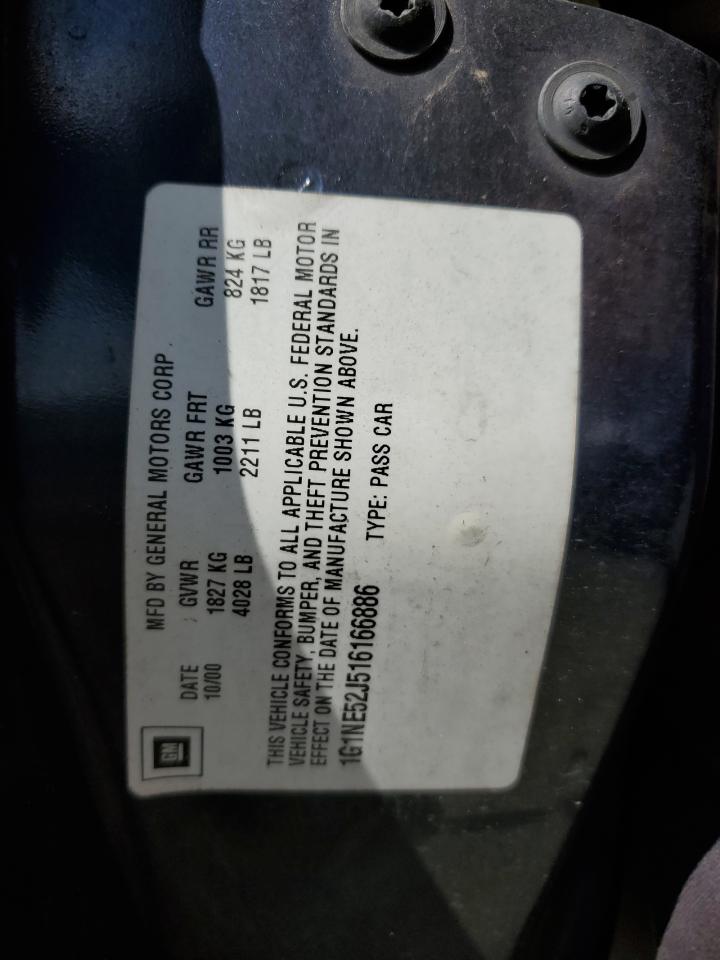 GM
MFD BY GENERAL MOTORS CORP.
DATE GVWR GAWR FRT GAWR RR
10/00 1827 KG 1003 KG 824 KG
4028 LB 2211 LB 1817 LB
THIS VEHICLE CONFORMS TO ALL APPLICABLE U.S. FEDERAL MOTOR
VEHICLE SAFETY, BUMPER, AND THEFT PREVENTION STANDARDS IN
EFFECT ON THE DATE OF MANUFACTURE SHOWN ABOVE.
1G1NE52J516166886 TYPE: PASS CAR